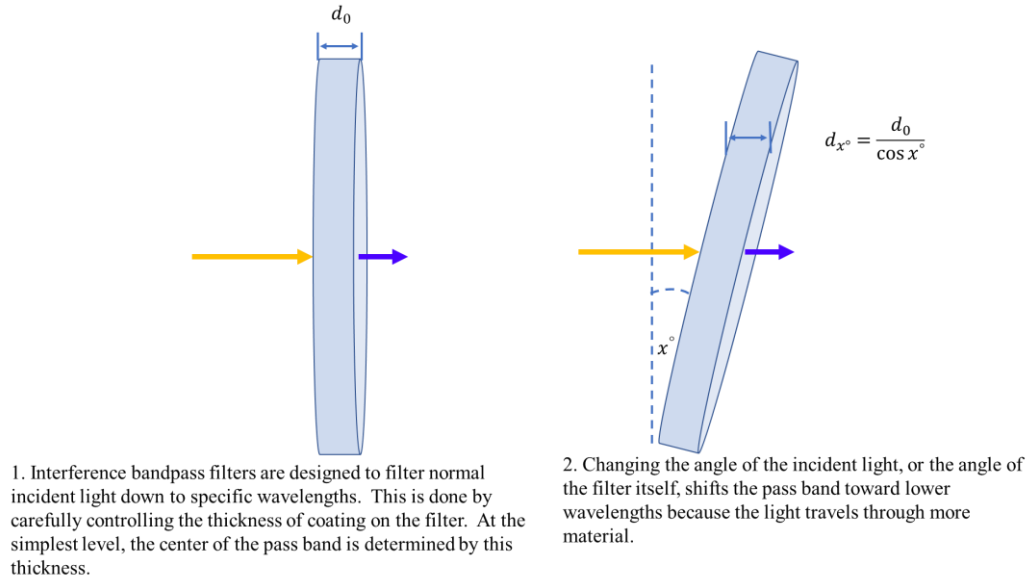 d₀
d_{x°} = d₀ / cos x°
x°
1. Interference bandpass filters are designed to filter normal
incident light down to specific wavelengths. This is done by
carefully controlling the thickness of coating on the filter. At the
simplest level, the center of the pass band is determined by this
thickness.
2. Changing the angle of the incident light, or the angle of
the filter itself, shifts the pass band toward lower
wavelengths because the light travels through more
material.